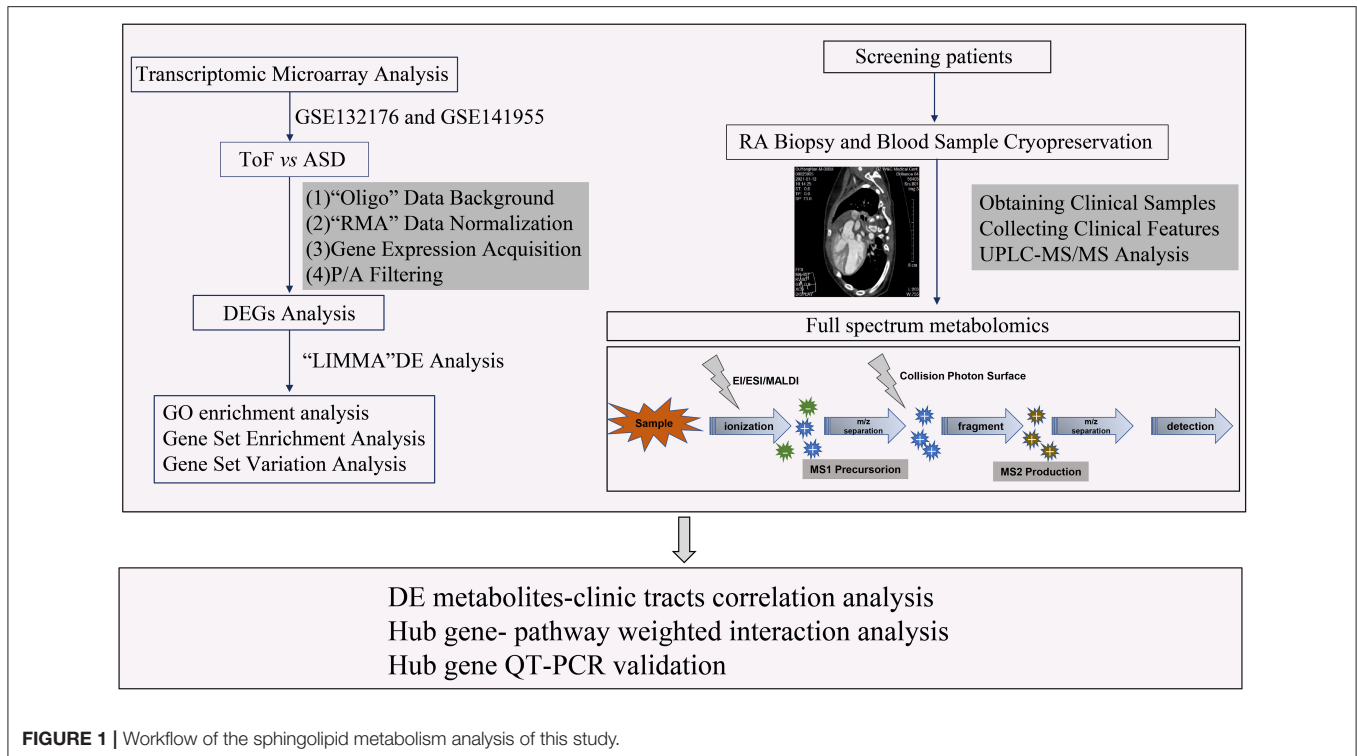 Transcriptomic Microarray Analysis
GSE132176 and GSE141955
ToF vs ASD
(1)“Oligo” Data Background
(2)“RMA” Data Normalization
(3)Gene Expression Acquisition
(4)P/A Filtering
DEGs Analysis
“LIMMA”DE Analysis
GO enrichment analysis
Gene Set Enrichment Analysis
Gene Set Variation Analysis
Screening patients
RA Biopsy and Blood Sample Cryopreservation
Obtaining Clinical Samples
Collecting Clinical Features
UPLC-MS/MS Analysis
Full spectrum metabolomics
EI/ESI/MALDI
Collision Photon Surface
Sample
ionization
m/z
separation
fragment
m/z
separation
detection
MS1 Precursorion
MS2 Production
DE metabolites-clinic tracts correlation analysis
Hub gene- pathway weighted interaction analysis
Hub gene QT-PCR validation
FIGURE 1 | Workflow of the sphingolipid metabolism analysis of this study.